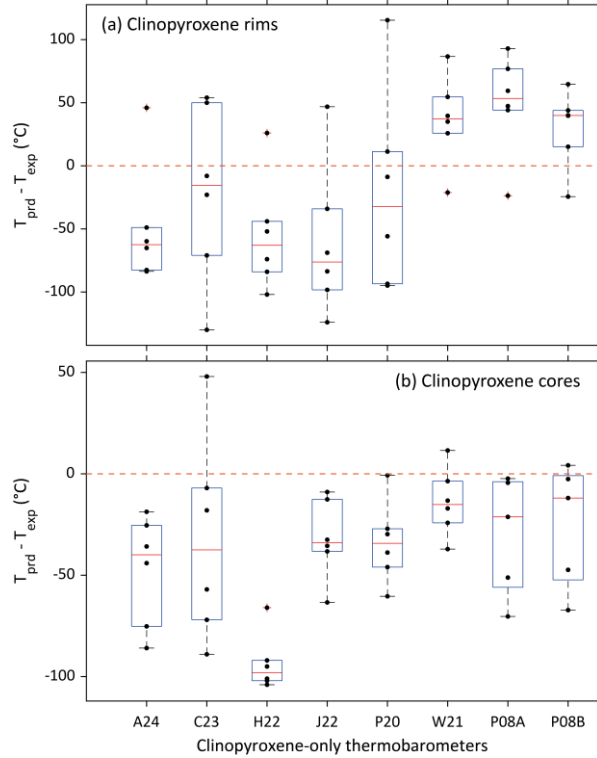 (a) Clinopyroxene rims
100
50
0
-50
-100
T_prd - T_exp (°C)
(b) Clinopyroxene cores
50
0
-50
-100
T_prd - T_exp (°C)
A24 C23 H22 J22 P20 W21 P08A P08B
Clinopyroxene-only thermobarometers